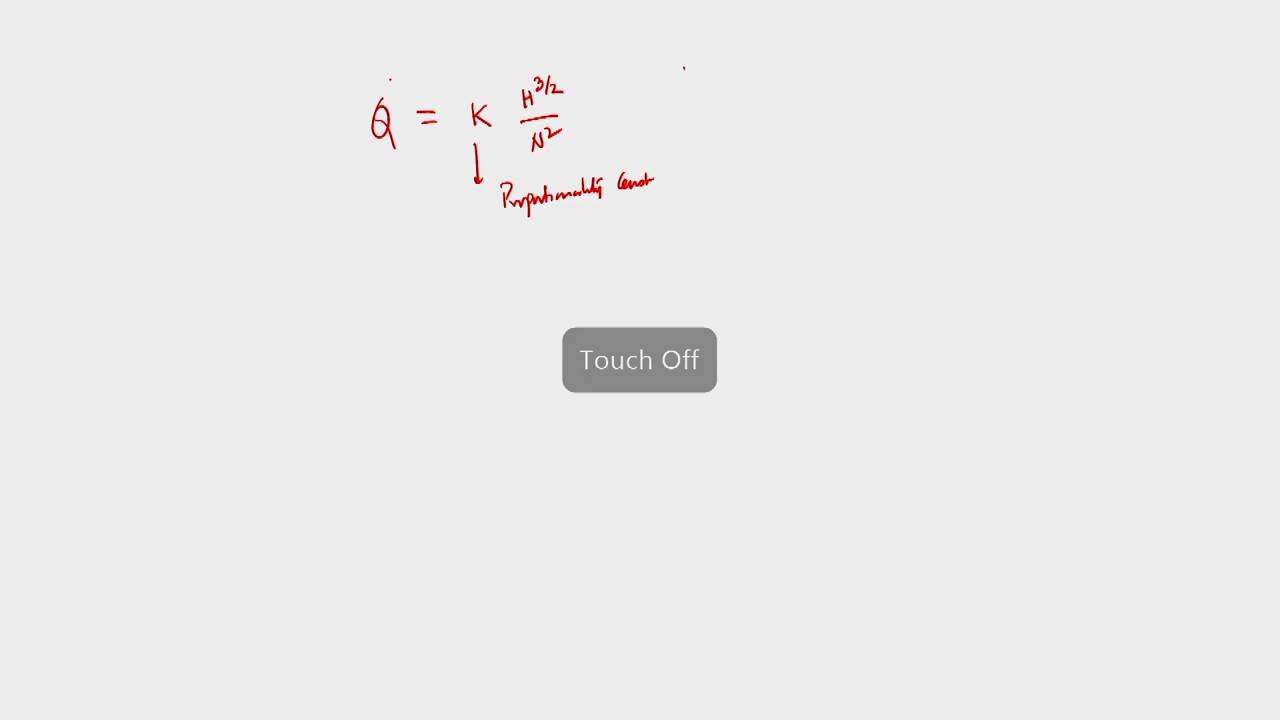 Q = K H^{3/2} / N^2
Proportionality Const
Touch Off